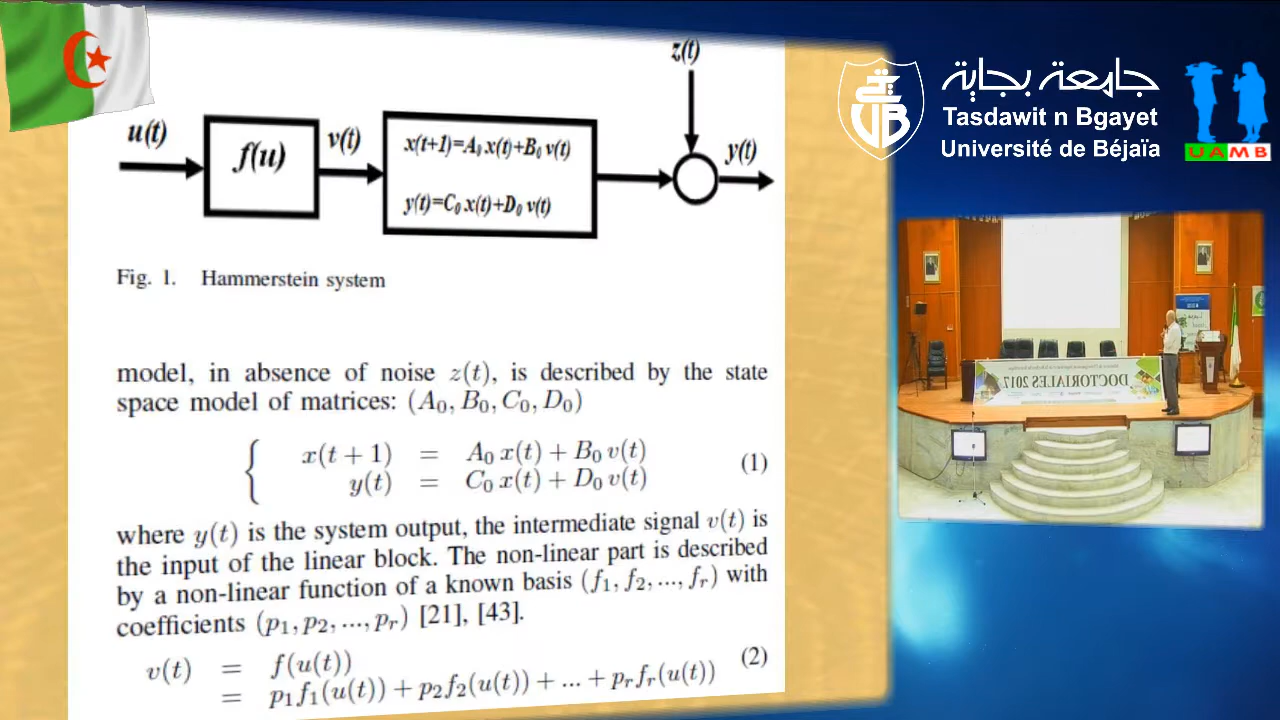 z(t)
u(t)
f(u)
v(t)
x(t+1)=A₀ x(t)+B₀ v(t)
y(t)=C₀ x(t)+D₀ v(t)
y(t)
Fig. 1. Hammerstein system
model, in absence of noise z(t), is described by the state
space model of matrices: (A₀, B₀, C₀, D₀)
{ x(t + 1) = A₀ x(t) + B₀ v(t)
y(t) = C₀ x(t) + D₀ v(t) (1)
where y(t) is the system output, the intermediate signal v(t) is
the input of the linear block. The non-linear part is described
by a non-linear function of a known basis (f₁, f₂, ..., fᵣ) with
coefficients (p₁, p₂, ..., pᵣ) [21], [43].
v(t) = f(u(t)) (2)
= p₁f₁(u(t)) + p₂f₂(u(t)) + ... + pᵣfᵣ(u(t))
جامعة بجاية
Tasdawit n Bgayet
Université de Béjaïa
UAMB
DOCTORIALES 2017